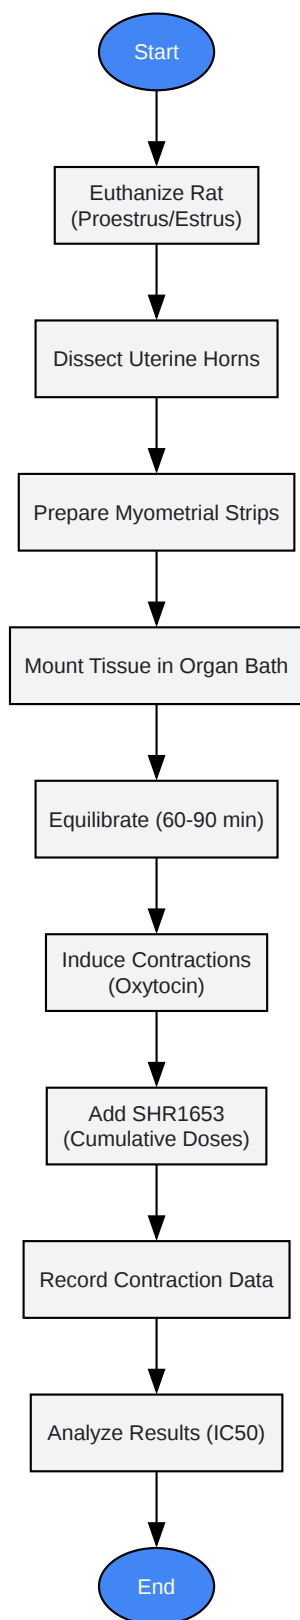 Start
Euthanize Rat
(Proestrus/Estrus)
Dissect Uterine Horns
Prepare Myometrial Strips
Mount Tissue in Organ Bath
Equilibrate (60-90 min)
Induce Contractions
(Oxytocin)
Add SHR1653
(Cumulative Doses)
Record Contraction Data
Analyze Results (IC50)
End